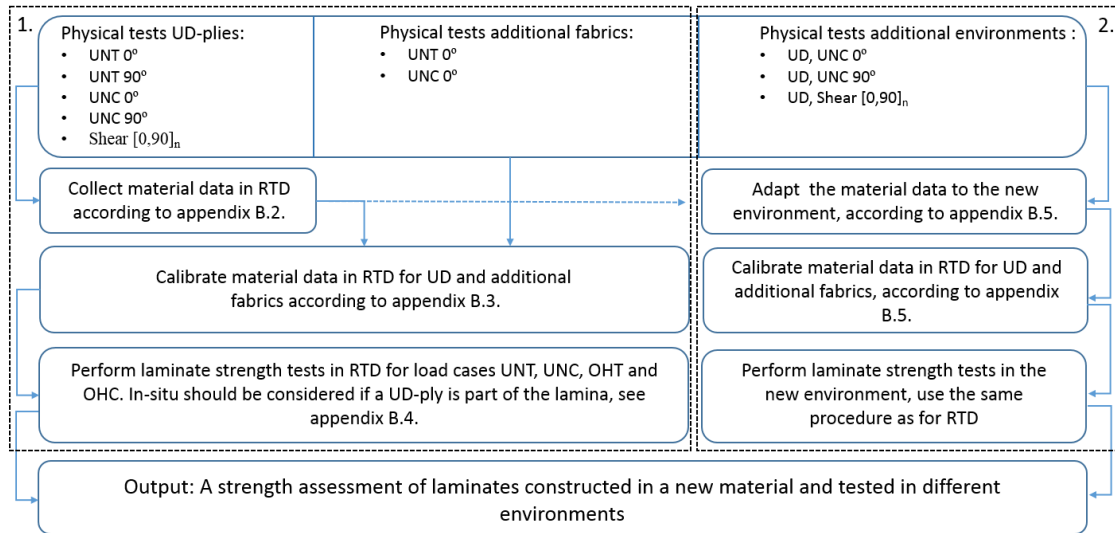 1.
Physical tests UD-plies:
• UNT 0º
• UNT 90º
• UNC 0º
• UNC 90º
• Shear [0,90]n
Physical tests additional fabrics:
• UNT 0º
• UNC 0º
2.
Physical tests additional environments :
• UD, UNC 0º
• UD, UNC 90º
• UD, Shear [0,90]n
Collect material data in RTD
according to appendix B.2.
Adapt the material data to the new
environment, according to appendix B.5.
Calibrate material data in RTD for UD and additional
fabrics according to appendix B.3.
Calibrate material data in RTD for UD and
additional fabrics, according to appendix
B.5.
Perform laminate strength tests in RTD for load cases UNT, UNC, OHT and
OHC. In-situ should be considered if a UD-ply is part of the lamina, see
appendix B.4.
Perform laminate strength tests in the
new environment, use the same
procedure as for RTD
Output: A strength assessment of laminates constructed in a new material and tested in different
environments